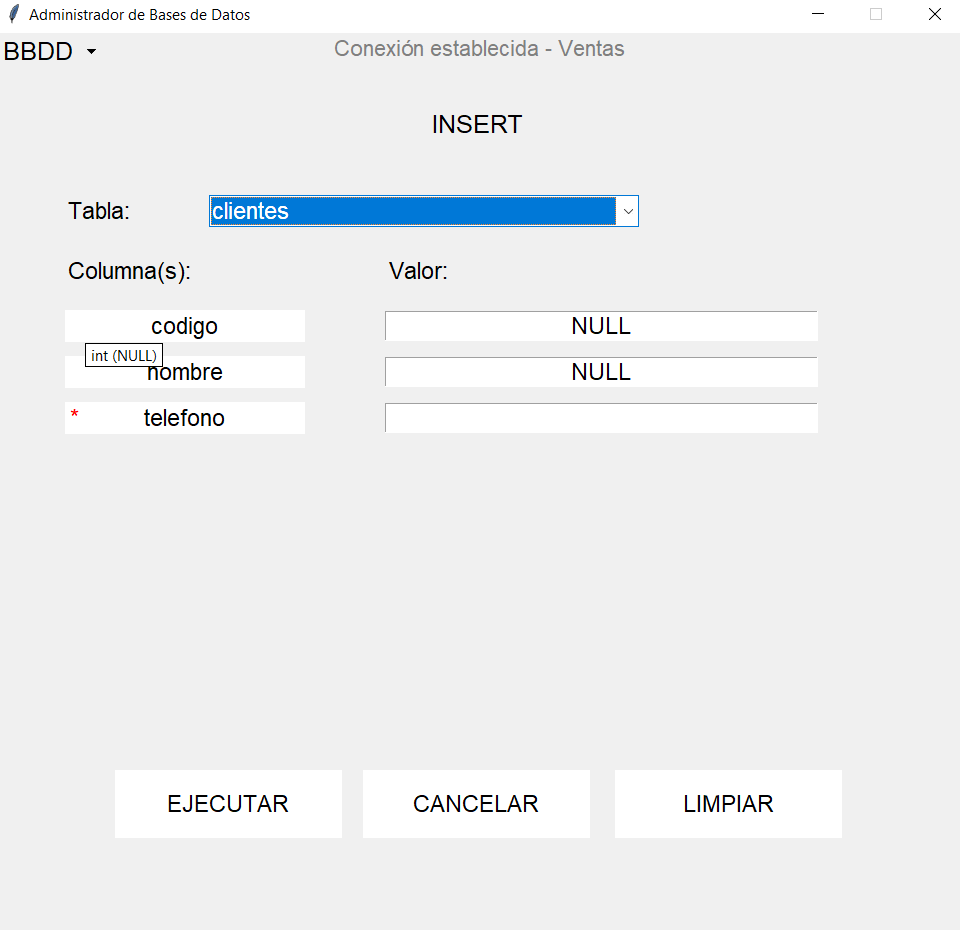 Administrador de Bases de Datos
BBDD
Conexión establecida - Ventas
INSERT
Tabla:
clientes
Columna(s): Valor:
codigo NULL
int (NULL)
nombre NULL
* telefono
EJECUTAR CANCELAR LIMPIAR